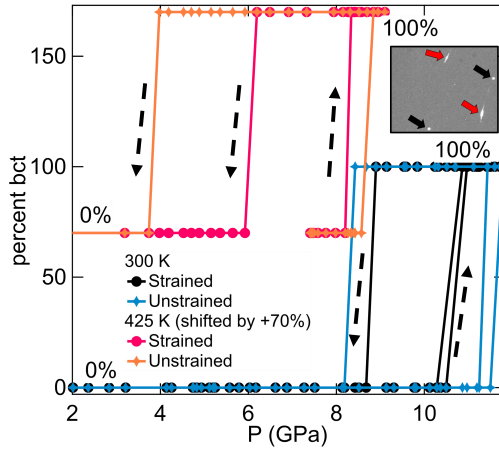 100%
150
100
50
0
percent bct
0%
100%
300 K
Strained
Unstrained
425 K (shifted by +70%)
Strained
Unstrained
0%
2 4 6 8 10
P (GPa)